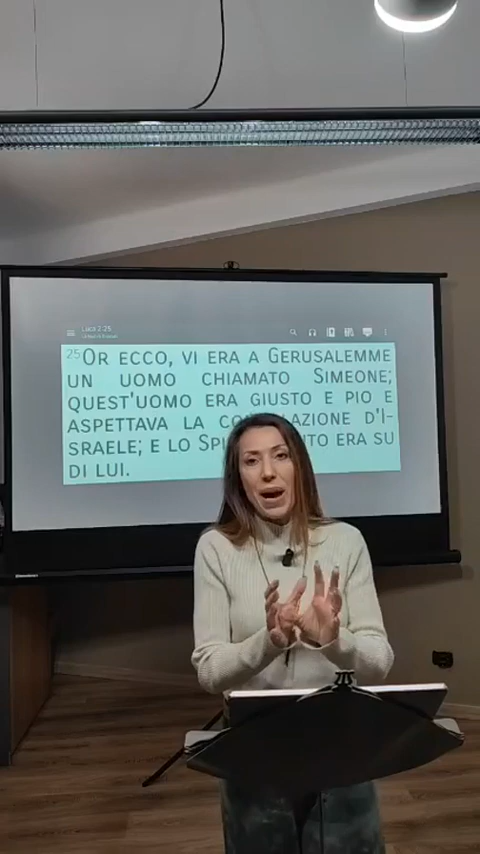 Luca 2:25
25 Or ecco, vi era a Gerusalemme
un uomo chiamato Simeone;
quest'uomo era giusto e pio e
aspettava la d'I-
sraele; e lo era su
di lui.